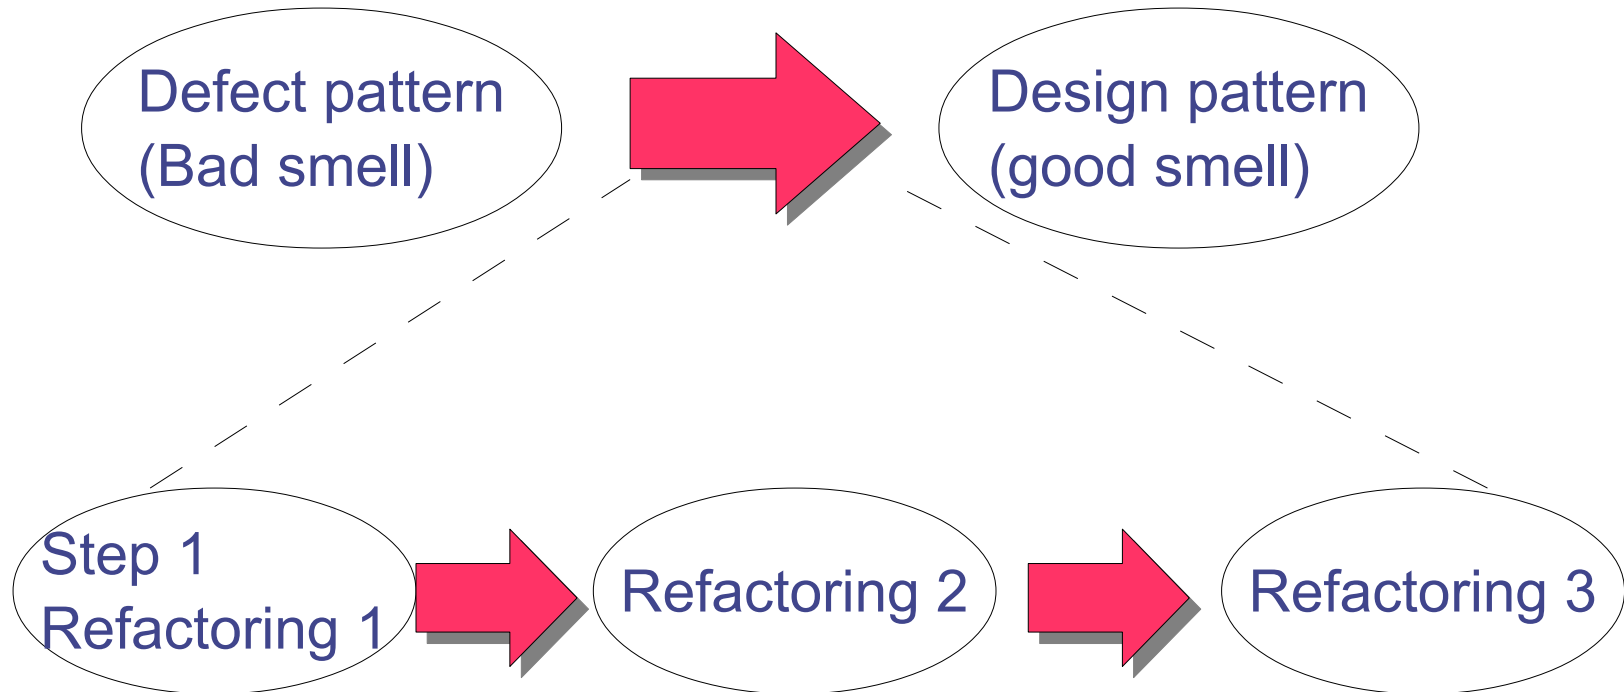 Defect pattern
(Bad smell)
Design pattern
(good smell)
Step 1
Refactoring 1
Refactoring 2
Refactoring 3